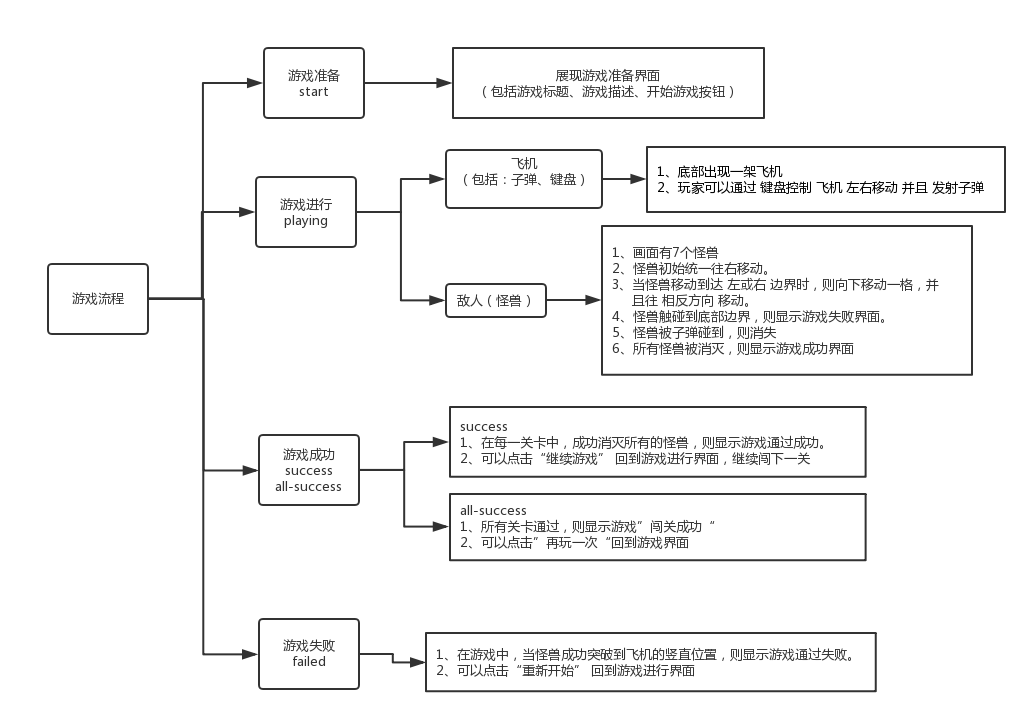 游戏流程
游戏准备
start
展现游戏准备界面
（包括游戏标题、游戏描述、开始游戏按钮）
游戏进行
playing
飞机
（包括：子弹、键盘）
1、底部出现一架飞机
2、玩家可以通过 键盘控制 飞机 左右移动 并且 发射子弹
敌人（怪兽）
1、画面有7个怪兽
2、怪兽初始统一往右移动。
3、当怪兽移动到达 左或右 边界时，则向下移动一格，并
且往 相反方向 移动。
4、怪兽触碰到底部边界，则显示游戏失败界面。
5、怪兽被子弹碰到，则消失
6、所有怪兽被消灭，则显示游戏成功界面
游戏成功
success
all-success
success
1、在每一关卡中，成功消灭所有的怪兽，则显示游戏通过成功。
2、可以点击“继续游戏” 回到游戏进行界面，继续闯下一关
all-success
1、所有关卡通过，则显示游戏”闯关成功“
2、可以点击”再玩一次“回到游戏界面
游戏失败
failed
1、在游戏中，当怪兽成功突破到飞机的竖直位置，则显示游戏通过失败。
2、可以点击“重新开始” 回到游戏进行界面